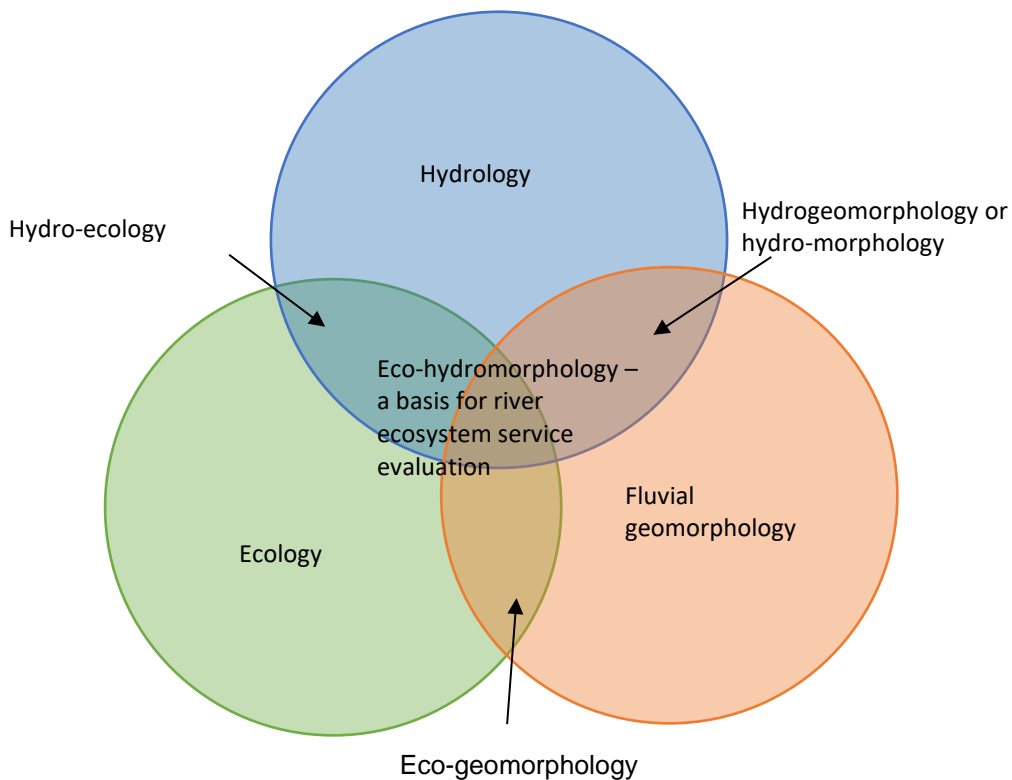 Hydrology
Hydro-ecology
Hydrogeomorphology or
hydro-morphology
Eco-hydromorphology –
a basis for river
ecosystem service
evaluation
Fluvial
geomorphology
Ecology
Eco-geomorphology